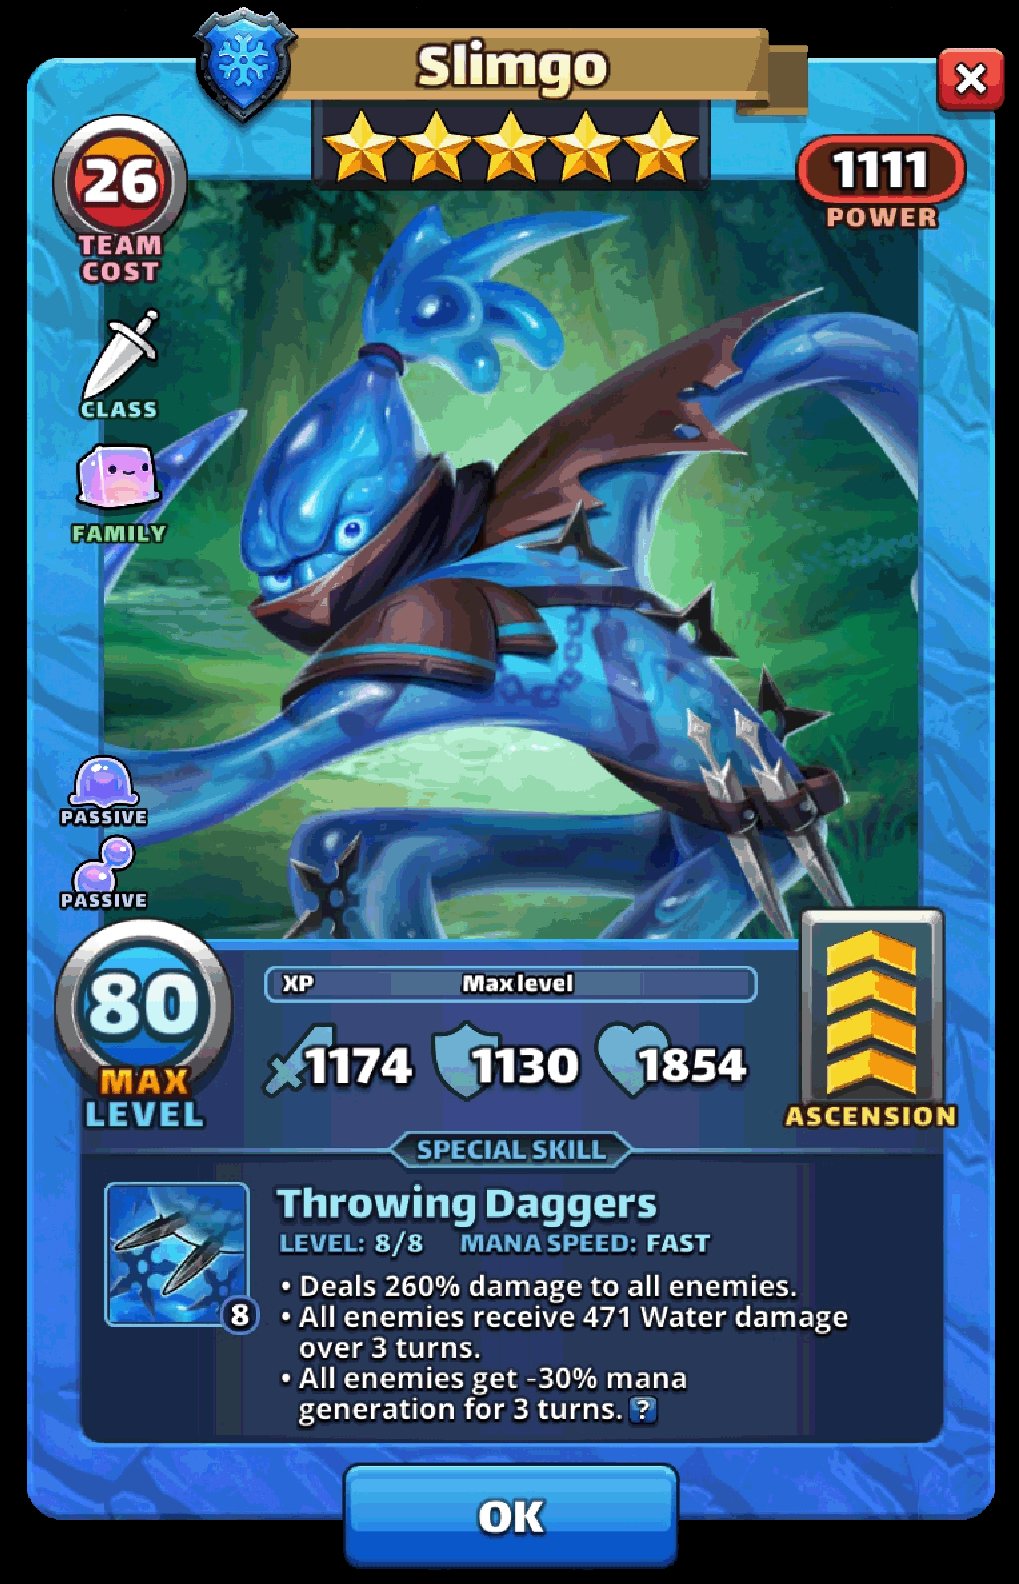 Slimgo
26
TEAM
COST
1111
POWER
CLASS
FAMILY
PASSIVE
PASSIVE
80
MAX
LEVEL
XP Max level
1174 1130 1854
ASCENSION
SPECIAL SKILL
Throwing Daggers
LEVEL: 8/8 MANA SPEED: FAST
8
• Deals 260% damage to all enemies.
• All enemies receive 471 Water damage
over 3 turns.
• All enemies get -30% mana
generation for 3 turns. ?
OK